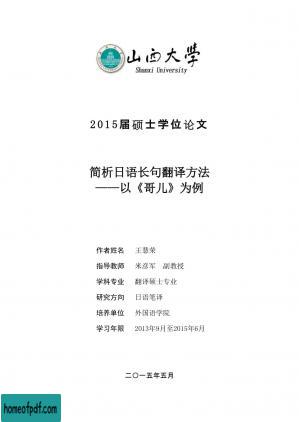 山西大学
Shanxi University
2015届硕士学位论文
简析日语长句翻译方法
——以《哥儿》为例
作者姓名 王慧荣
指导教师 米彦军 副教授
学科专业 翻译硕士专业
研究方向 日语笔译
培养单位 外国语学院
学习年限 2013年9月至2015年6月
二〇一五年五月
homeofpdf.com